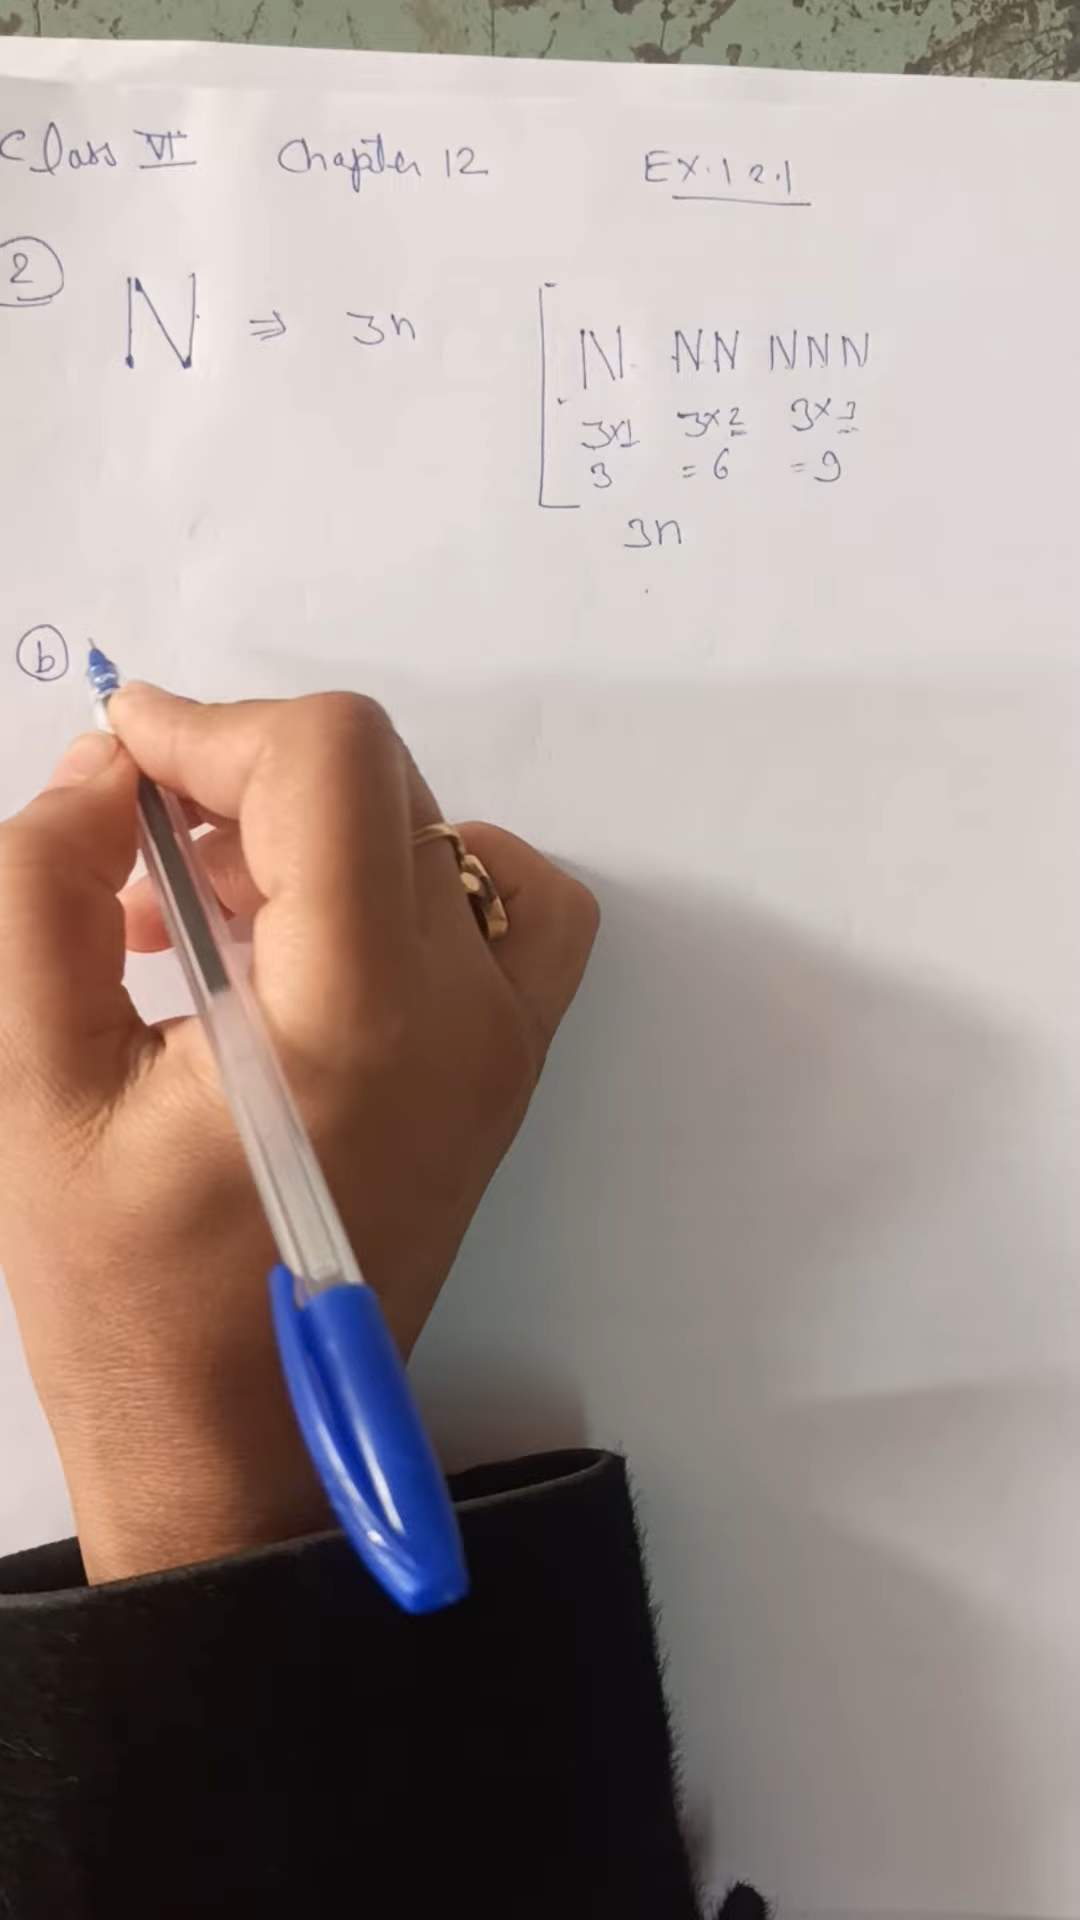 Class VI Chapter 12 Ex.12.1
2 N ⇒ 3n
N NN NNN
3×1 3×2 3×3
3 =6 =9
3n
b